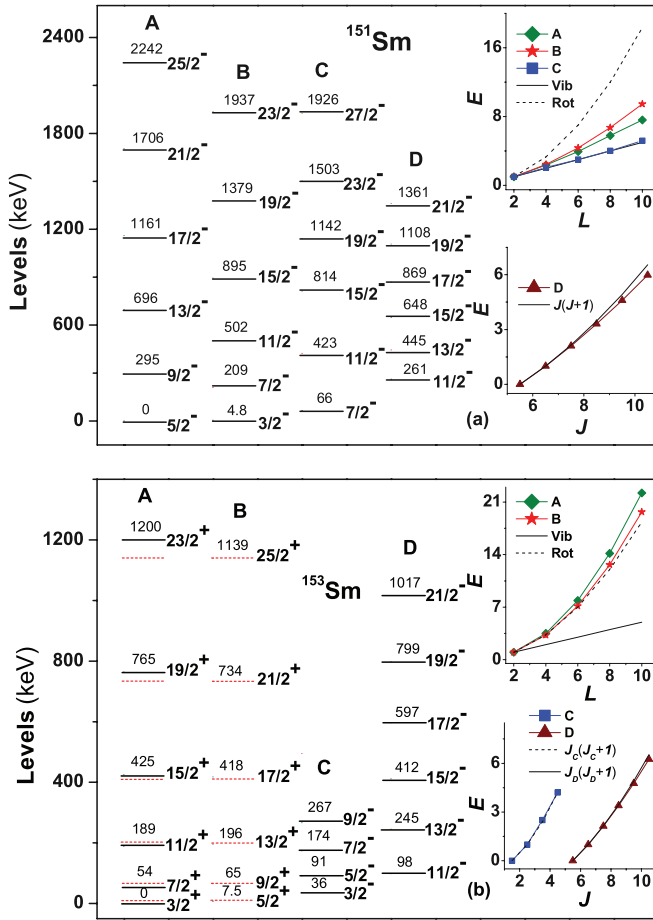 151Sm
Levels (keV)
2400
1800
1200
600
0
A
2242
25/2-
1706
21/2-
1161
17/2-
696
13/2-
295
9/2-
0
5/2-
B
1937
23/2-
1379
19/2-
895
15/2-
502
11/2-
209
7/2-
4.8
3/2-
C
1926
27/2-
1503
23/2-
1142
19/2-
814
15/2-
423
11/2-
66
7/2-
D
1361
21/2-
1108
19/2-
869
17/2-
648
15/2-
445
13/2-
261
11/2-
(a)
A
B
C
Vib
Rot
E
16
8
0
2 4 6 8 10
L
D
J(J+1)
E
6
3
0
6 8 10
J
153Sm
Levels (keV)
1200
800
400
0
A
1200
23/2+
765
19/2+
425
15/2+
189
11/2+
54
7/2+
0
3/2+
B
1139
25/2+
734
21/2+
418
17/2+
196
13/2+
65
9/2+
7.5
5/2+
C
267
9/2-
174
7/2-
91
5/2-
36
3/2-
D
1017
21/2-
799
19/2-
597
17/2-
412
15/2-
245
13/2-
98
11/2-
(b)
A
B
Vib
Rot
E
21
14
7
0
2 4 6 8 10
L
C
D
JC(JC+1)
JD(JD+1)
E
6
3
0
2 4 6 8 10
J